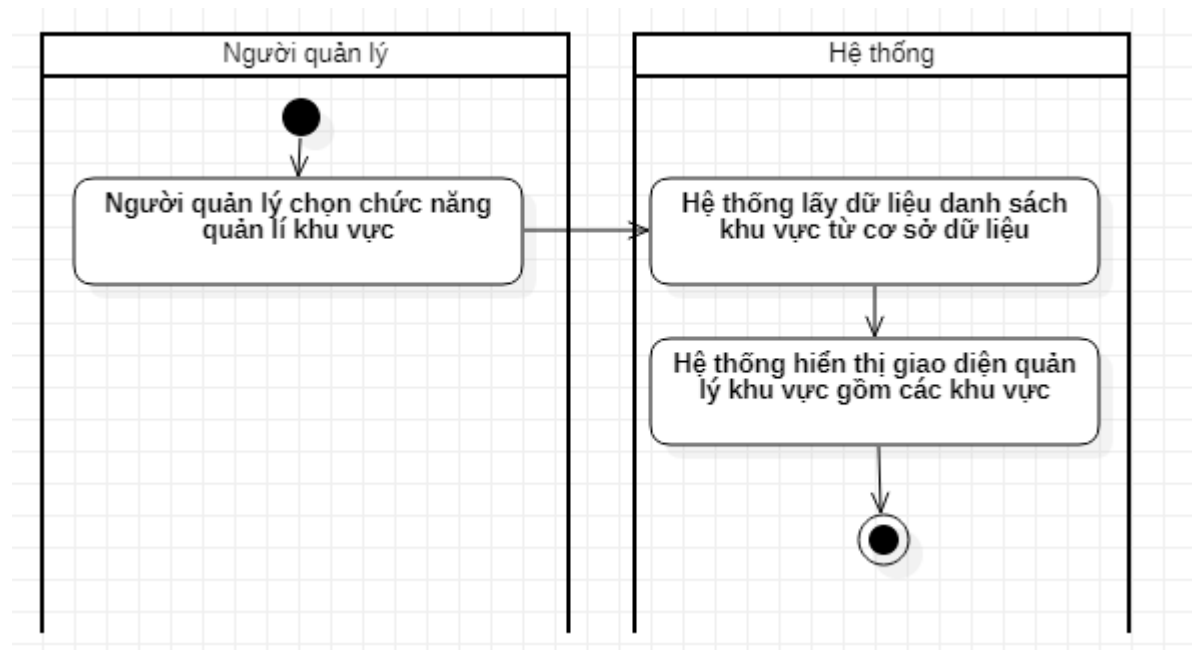 Người quản lý
Hệ thống
Người quản lý chọn chức năng
quản lí khu vực
Hệ thống lấy dữ liệu danh sách
khu vực từ cơ sở dữ liệu
Hệ thống hiển thị giao diện quản
lý khu vực gồm các khu vực